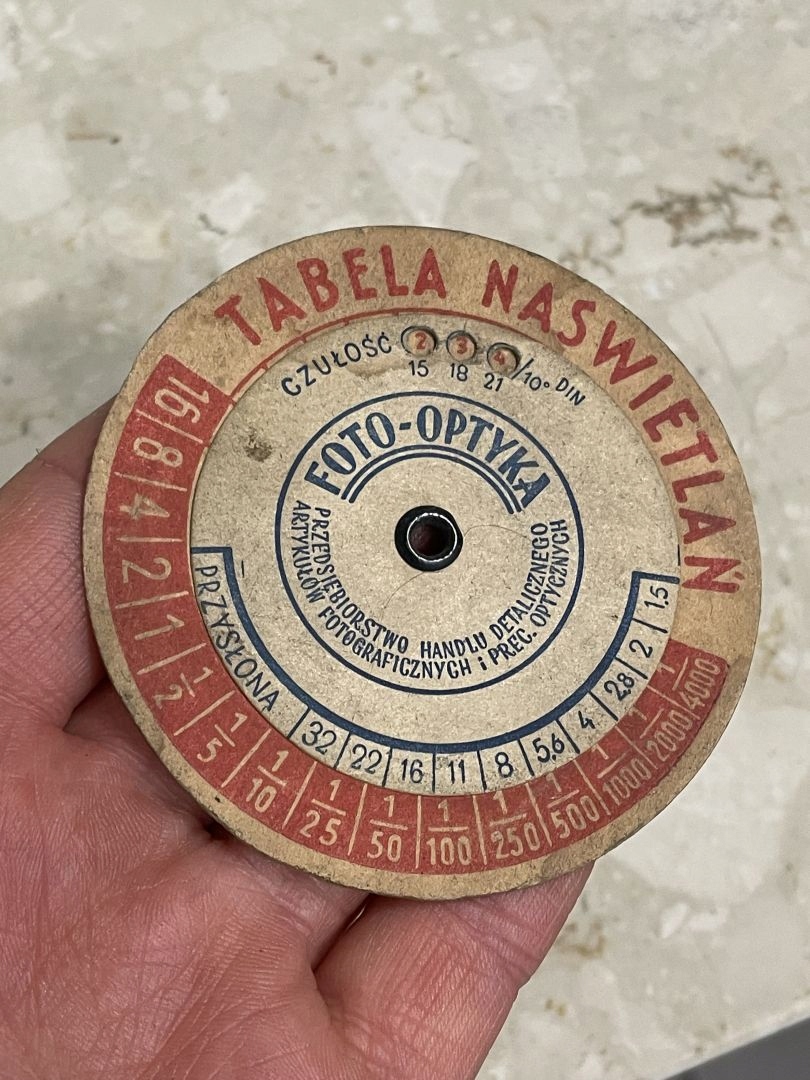 TABELA NAŚWIETLAŃ
CZUŁOŚĆ 2 3 4
15 18 21 /10° DIN
FOTO-OPTYKA
PRZEDSIĘBIORSTWO HANDLU DETALICZNEGO
ARTYKUŁÓW FOTOGRAFICZNYCH i PREC. OPTYCZNYCH
PRZYSŁONA 32 22 16 11 8 5,6 4 2,8 2 1,5
16 8 4 2 1 1/2 1/5 1/10 1/25 1/50 1/100 1/250 1/500 1/1000 1/2000 1/4000